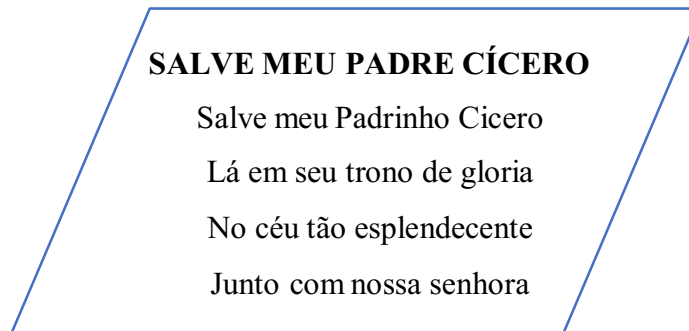 SALVE MEU PADRE CÍCERO
Salve meu Padrinho Cicero
Lá em seu trono de gloria
No céu tão esplendecente
Junto com nossa senhora